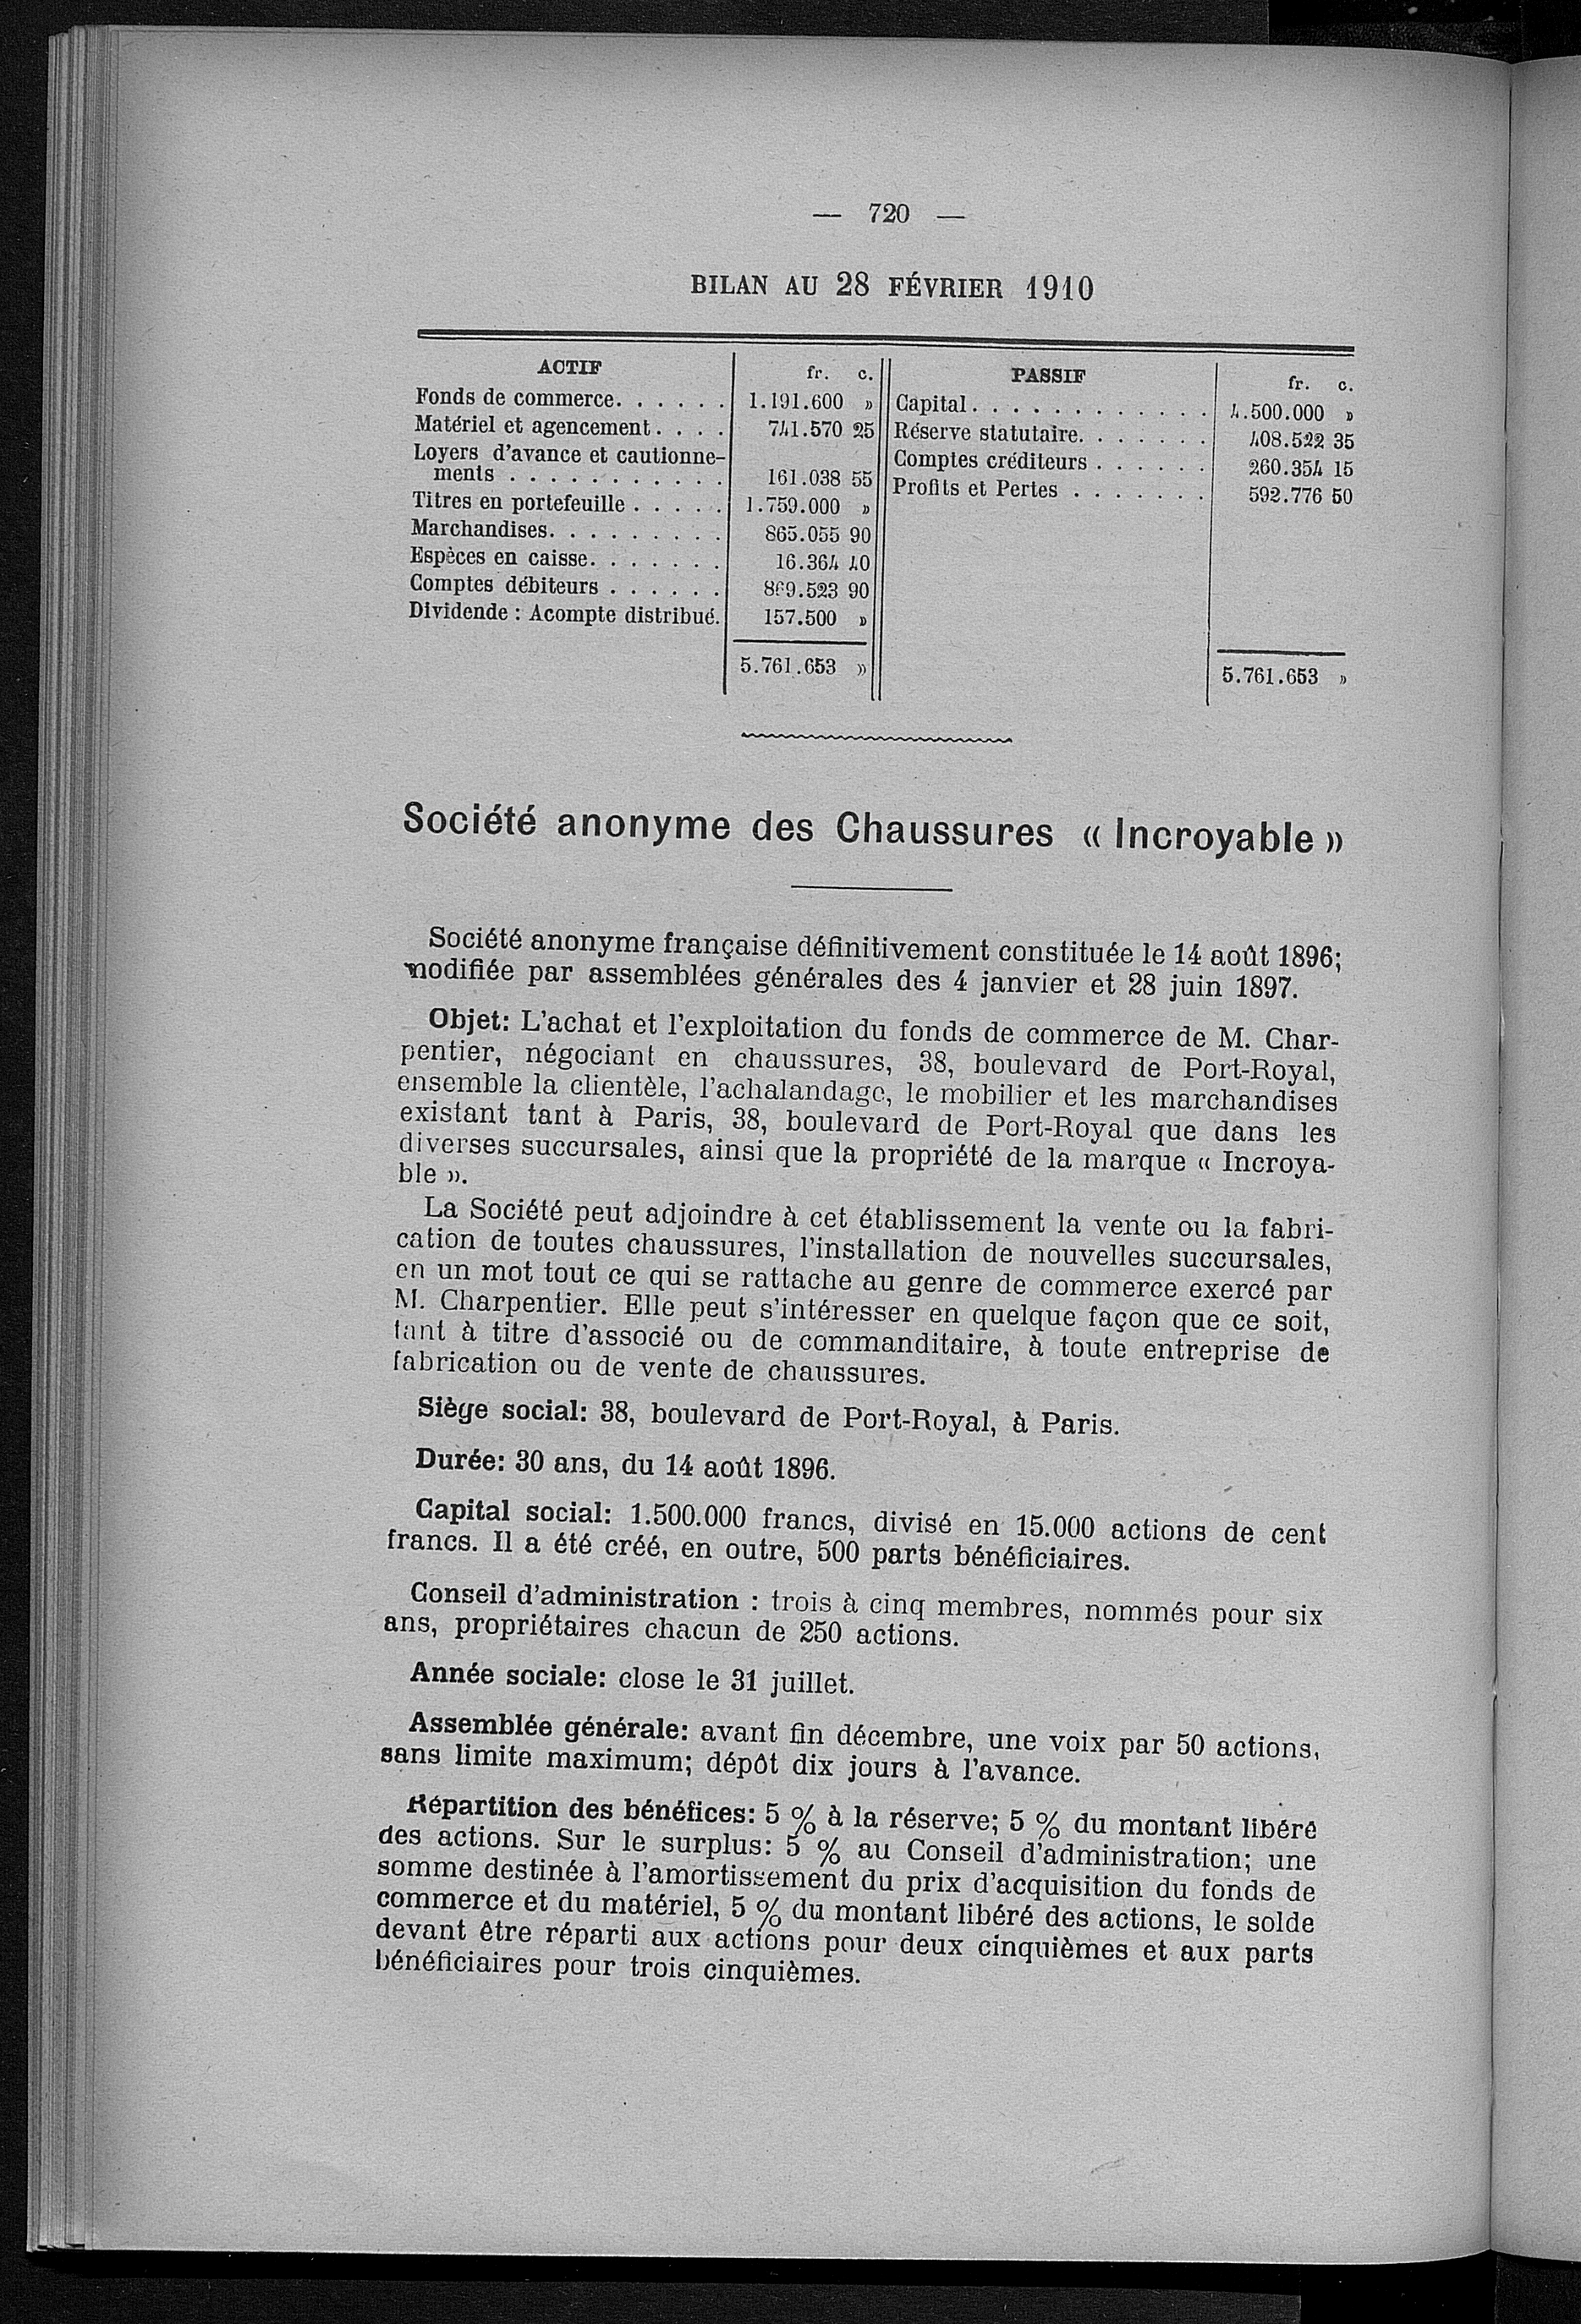 — 720 —
BILAN AU 28 FÉVRIER 1910
ACTIF fr. c.
Fonds de commerce. . . . . . 1.191.600 »
Matériel et agencement. . . . 741.570 25
Loyers d'avance et cautionne-
ments . . . . . . . . . . . 161.038 55
Titres en portefeuille . . . . . 1.759.000 »
Marchandises. . . . . . . . . 865.055 90
Espèces en caisse. . . . . . . 16.364 40
Comptes débiteurs . . . . . . 869.523 90
Dividende : Acompte distribué. 157.500 »
5.761.653 »
PASSIF fr. c.
Capital. . . . . . . . . . . . . 4.500.000 »
Réserve statutaire. . . . . . . 408.522 35
Comptes créditeurs . . . . . . 260.354 15
Profits et Pertes . . . . . . . 592.776 50
5.761.653 »
Société anonyme des Chaussures « Incroyable »
Société anonyme française définitivement constituée le 14 août 1896;
modifiée par assemblées générales des 4 janvier et 28 juin 1897.
Objet: L'achat et l'exploitation du fonds de commerce de M. Char-
pentier, négociant en chaussures, 38, boulevard de Port-Royal,
ensemble la clientèle, l'achalandage, le mobilier et les marchandises
existant tant à Paris, 38, boulevard de Port-Royal que dans les
diverses succursales, ainsi que la propriété de la marque « Incroya-
ble ».
La Société peut adjoindre à cet établissement la vente ou la fabri-
cation de toutes chaussures, l'installation de nouvelles succursales,
en un mot tout ce qui se rattache au genre de commerce exercé par
M. Charpentier. Elle peut s'intéresser en quelque façon que ce soit,
tant à titre d'associé ou de commanditaire, à toute entreprise de
fabrication ou de vente de chaussures.
Siège social: 38, boulevard de Port-Royal, à Paris.
Durée: 30 ans, du 14 août 1896.
Capital social: 1.500.000 francs, divisé en 15.000 actions de cent
francs. Il a été créé, en outre, 500 parts bénéficiaires.
Conseil d'administration : trois à cinq membres, nommés pour six
ans, propriétaires chacun de 250 actions.
Année sociale: close le 31 juillet.
Assemblée générale: avant fin décembre, une voix par 50 actions,
sans limite maximum; dépôt dix jours à l'avance.
Répartition des bénéfices: 5 % à la réserve; 5 % du montant libéré
des actions. Sur le surplus: 5 % au Conseil d'administration; une
somme destinée à l'amortissement du prix d'acquisition du fonds de
commerce et du matériel, 5 % du montant libéré des actions, le solde
devant être réparti aux actions pour deux cinquièmes et aux parts
bénéficiaires pour trois cinquièmes.